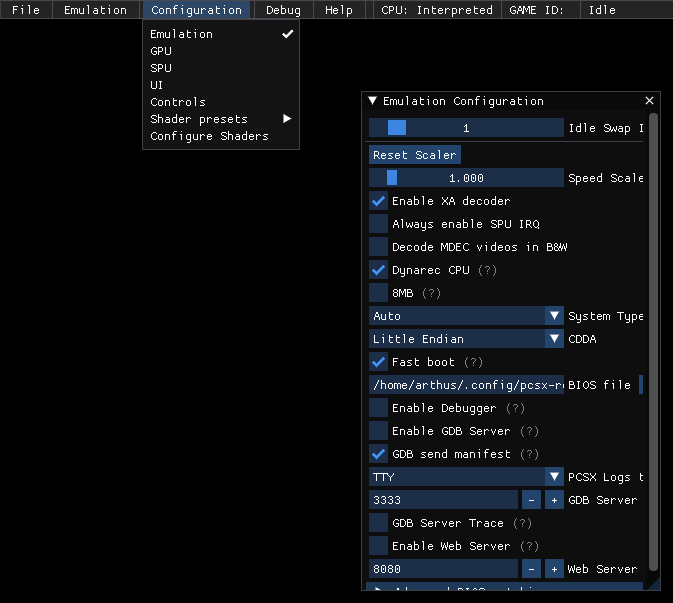 File Emulation Configuration Debug Help CPU: Interpreted GAME ID: Idle
Emulation
GPU
SPU
UI
Controls
Shader presets
Configure Shaders
Emulation Configuration
1 Idle Swap I
Reset Scaler
1.000 Speed Scale
Enable XA decoder
Always enable SPU IRQ
Decode MDEC videos in B&W
Dynarec CPU (?)
8MB (?)
Auto System Type
Little Endian CDDA
Fast boot (?)
/home/arthus/.config/pcsx-re BIOS file
Enable Debugger (?)
Enable GDB Server (?)
GDB send manifest (?)
TTY PCSX Logs t
3333 - + GDB Server
GDB Server Trace (?)
Enable Web Server (?)
8080 - + Web Server